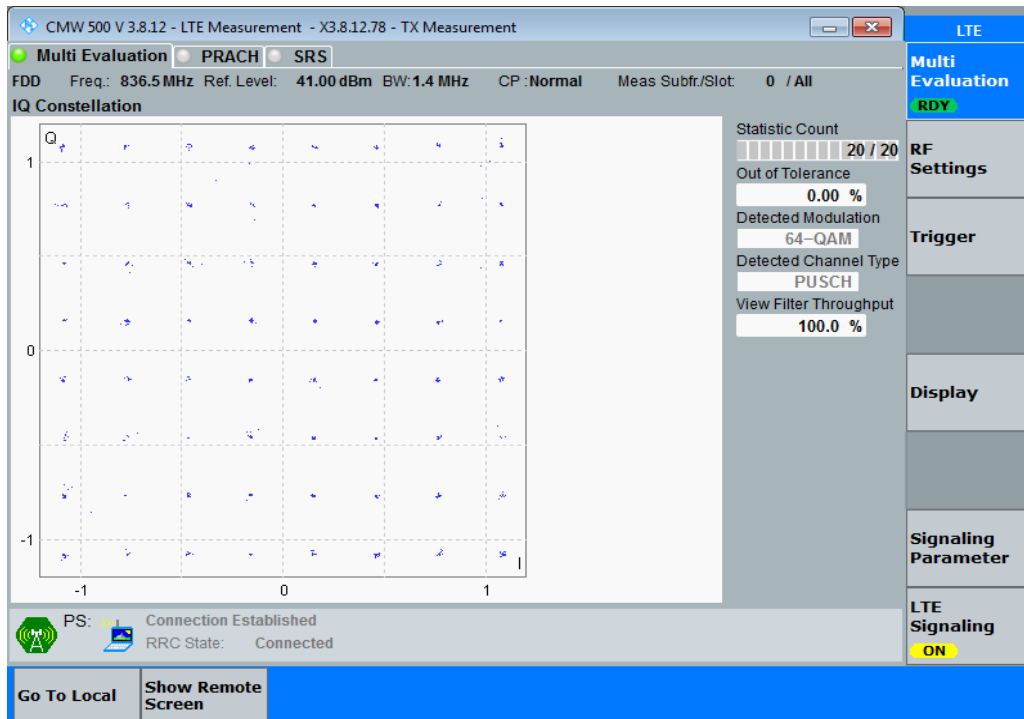 CMW 500 V 3.8.12 - LTE Measurement - X3.8.12.78 - TX Measurement
LTE
Multi Evaluation PRACH SRS
Multi
Evaluation
RDY
FDD Freq.: 836.5 MHz Ref. Level: 41.00 dBm BW: 1.4 MHz CP : Normal Meas Subfr./Slot: 0 / All
IQ Constellation
Q
1
0
-1
I
-1 0 1
Statistic Count
20 / 20
Out of Tolerance
0.00 %
Detected Modulation
64-QAM
Detected Channel Type
PUSCH
View Filter Throughput
100.0 %
RF
Settings
Trigger
Display
Signaling
Parameter
LTE
Signaling
ON
PS: Connection Established
RRC State: Connected
Go To Local
Show Remote
Screen